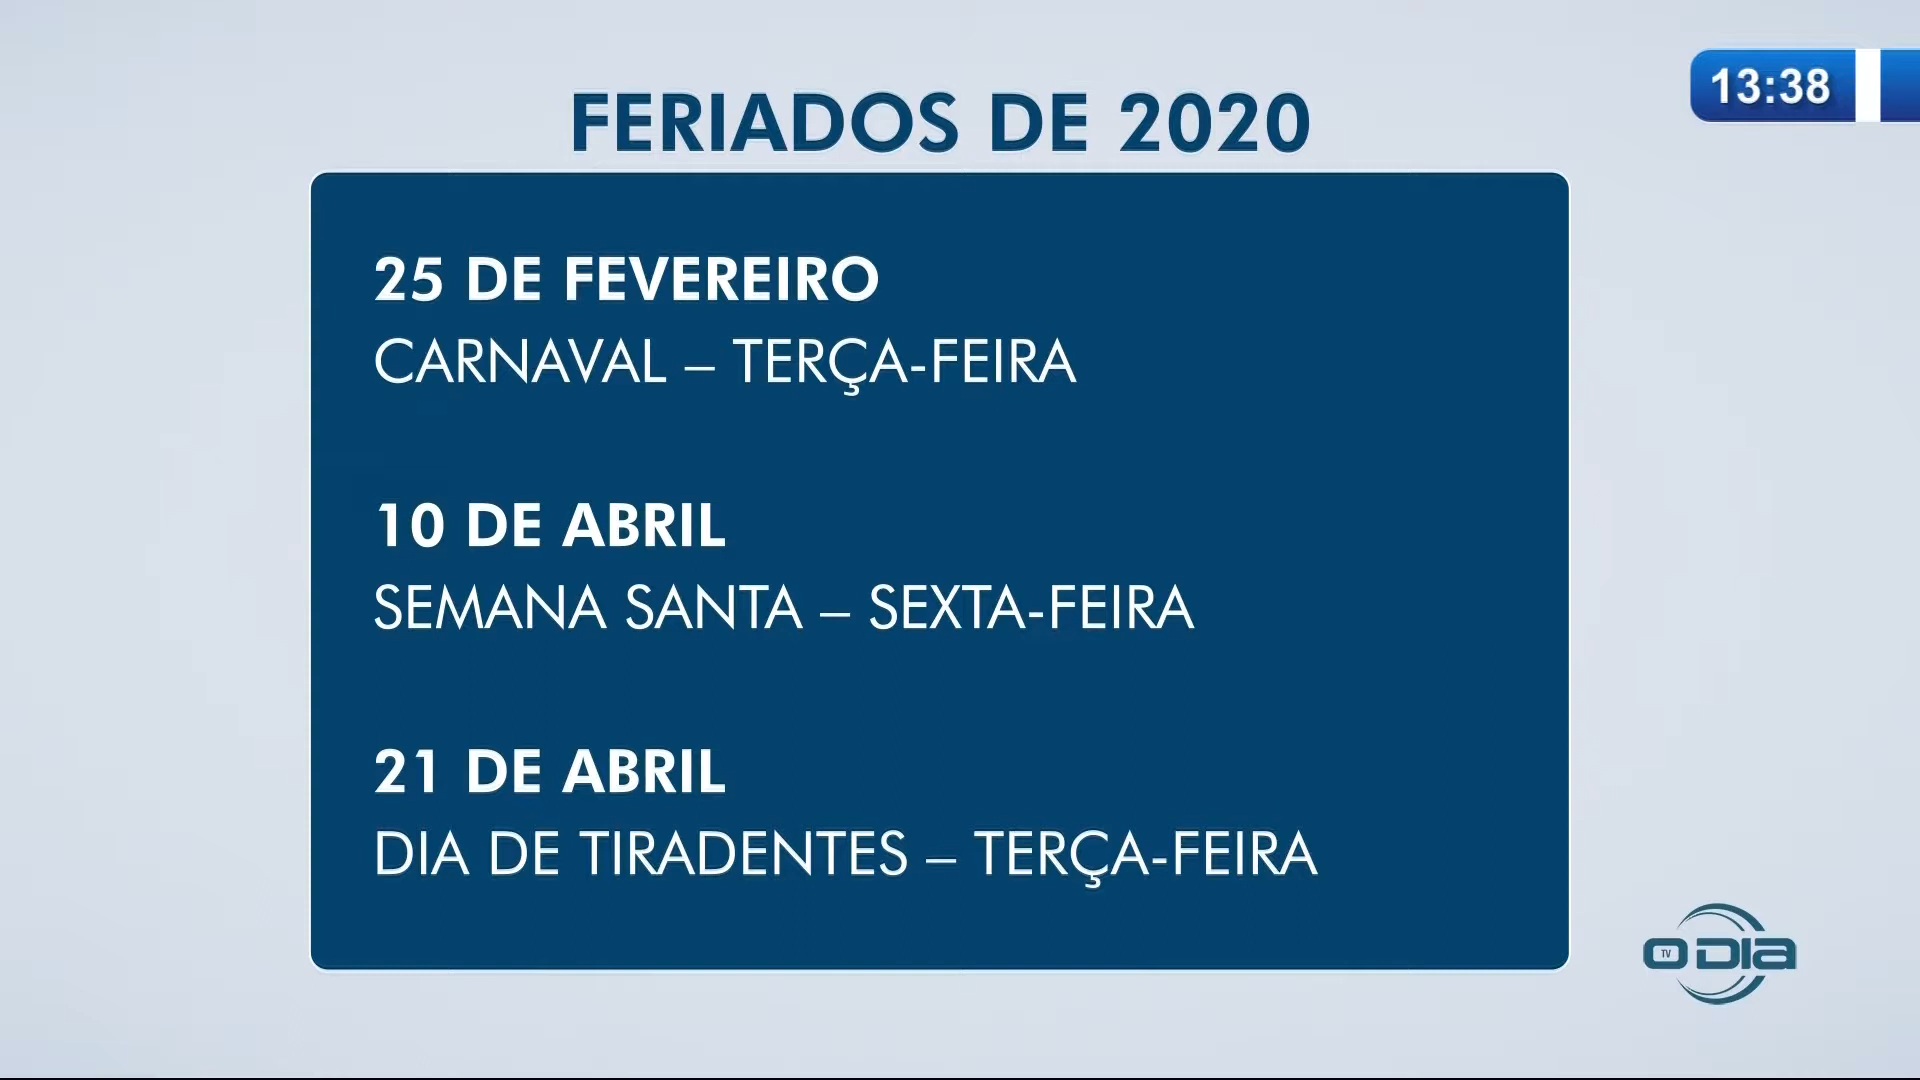 13:38
FERIADOS DE 2020
25 DE FEVEREIRO
CARNAVAL – TERÇA-FEIRA
10 DE ABRIL
SEMANA SANTA – SEXTA-FEIRA
21 DE ABRIL
DIA DE TIRADENTES – TERÇA-FEIRA
O TV DIA